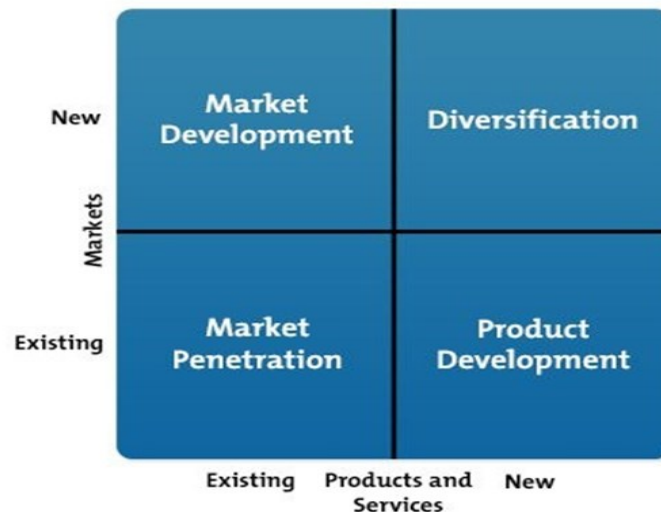 New
Market
Development
Diversification
Markets
Existing
Market
Penetration
Product
Development
Existing
Products and
Services
New